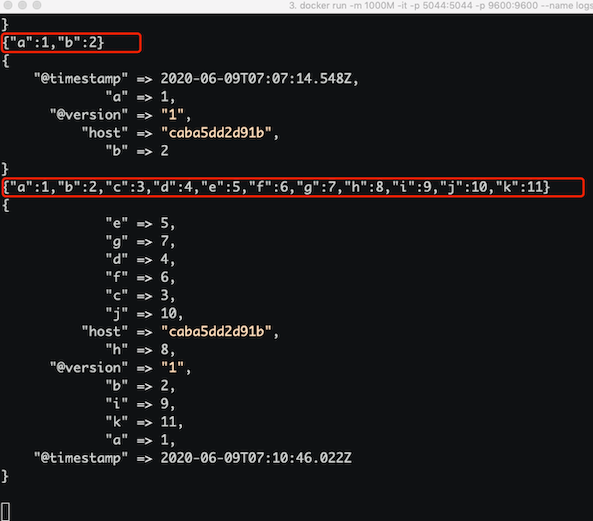 3. docker run -m 1000M -it -p 5044:5044 -p 9600:9600 --name logs
}
{"a":1,"b":2}
{
"@timestamp" => 2020-06-09T07:07:14.548Z,
"a" => 1,
"@version" => "1",
"host" => "caba5dd2d91b",
"b" => 2
}
{"a":1,"b":2,"c":3,"d":4,"e":5,"f":6,"g":7,"h":8,"i":9,"j":10,"k":11}
{
"e" => 5,
"g" => 7,
"d" => 4,
"f" => 6,
"c" => 3,
"j" => 10,
"host" => "caba5dd2d91b",
"h" => 8,
"@version" => "1",
"b" => 2,
"i" => 9,
"k" => 11,
"a" => 1,
"@timestamp" => 2020-06-09T07:10:46.022Z
}